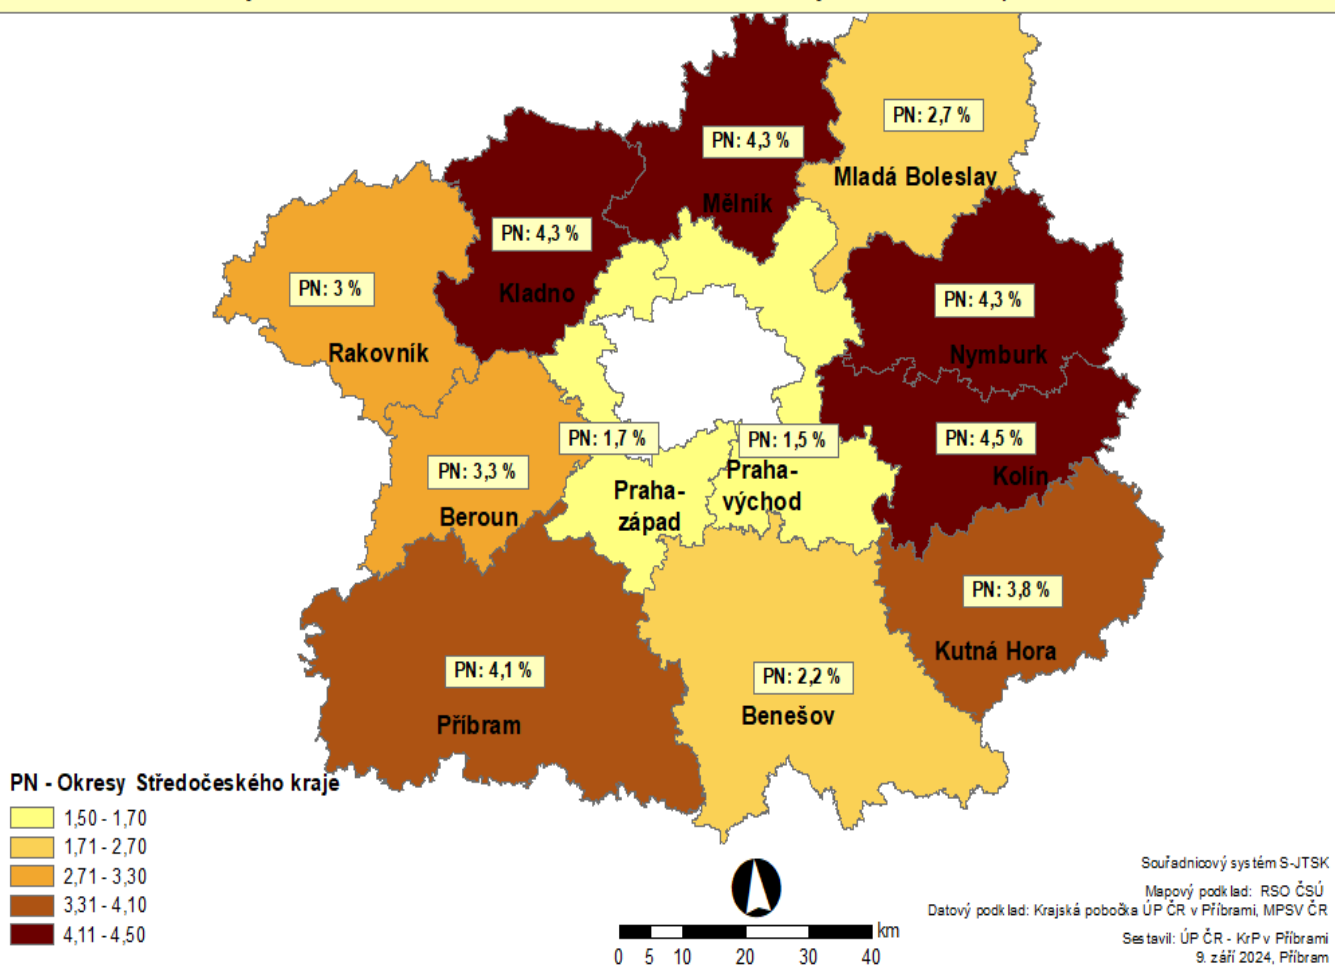 PN: 2,7 %
Mladá Boleslav
PN: 4,3 %
Mělník
PN: 4,3 %
Kladno
PN: 3 %
Rakovník
PN: 4,3 %
Nymburk
PN: 1,7 %
Praha-
západ
PN: 1,5 %
Praha-
východ
PN: 4,5 %
Kolín
PN: 3,3 %
Beroun
PN: 3,8 %
Kutná Hora
PN: 4,1 %
Příbram
PN: 2,2 %
Benešov
PN - Okresy Středočeského kraje
1,50 - 1,70
1,71 - 2,70
2,71 - 3,30
3,31 - 4,10
4,11 - 4,50
km
0 5 10 20 30 40
Souřadnicový systém S-JTSK
Mapový podklad: RSO ČSÚ
Datový podklad: Krajská pobočka ÚP ČR v Příbrami, MPSV ČR
Sestavil: ÚP ČR - KrP v Příbrami
9. září 2024, Příbram